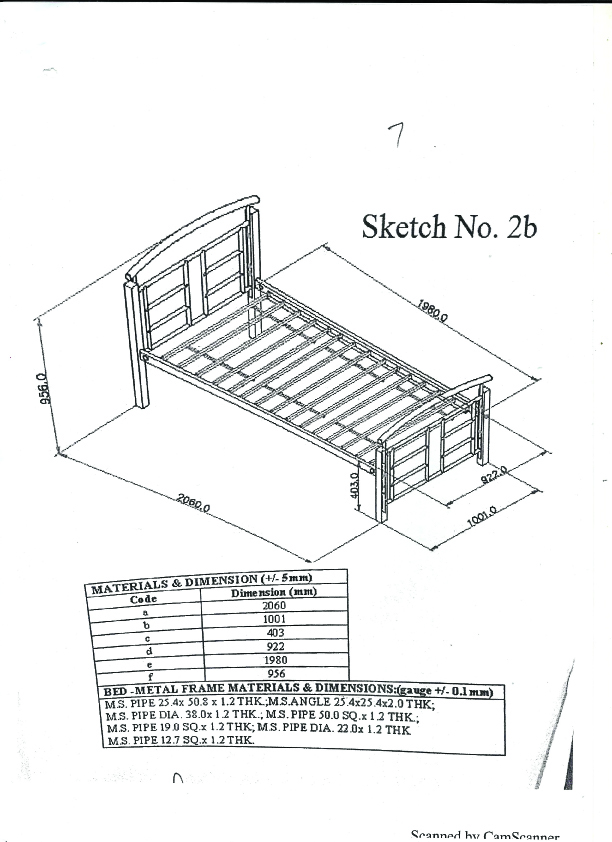 7
Sketch No. 2b
1980.0
956.0
403.0
922.0
2060.0
1001.0
MATERIALS & DIMENSION (+/- 5mm)
Code Dimension (mm)
a 2060
b 1001
c 403
d 922
e 1980
f 956
BED -METAL FRAME MATERIALS & DIMENSIONS:(gauge +/- 0.1mm)
M.S. PIPE 25.4x 50.8 x 1.2 THK.;M.S.ANGLE 25.4x25.4x2.0 THK;
M.S. PIPE DIA. 38.0x 1.2 THK.; M.S. PIPE 50.0 SQ.x 1.2 THK.;
M.S. PIPE 19.0 SQ.x 1.2 THK; M.S. PIPE DIA. 22.0x 1.2 THK
M.S. PIPE 12.7 SQ.x 1.2 THK.
Scanned by CamScanner